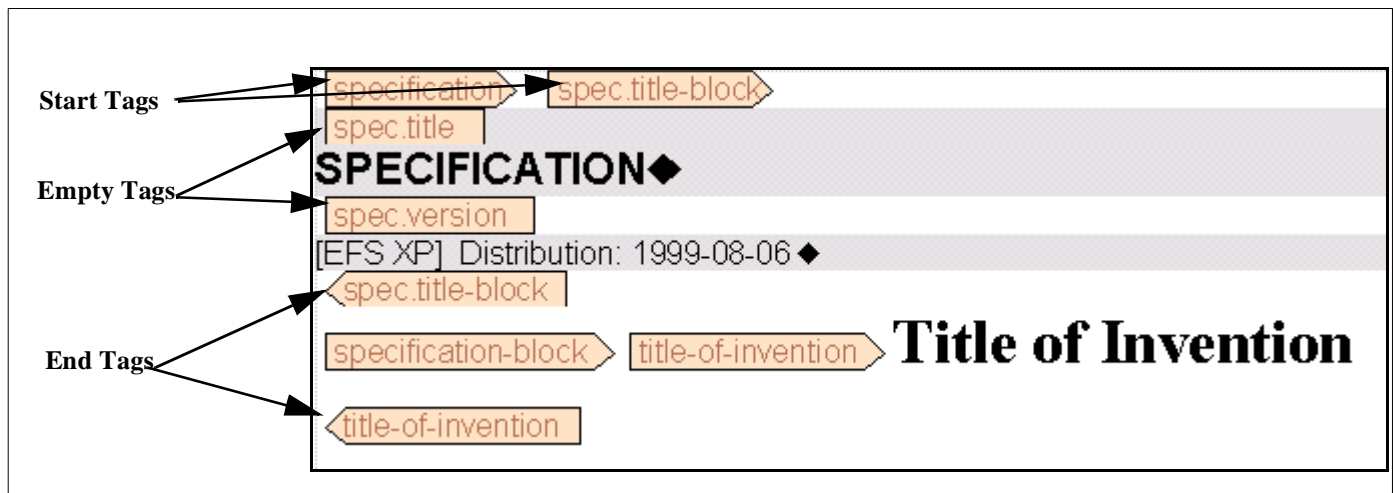 Start Tags
specification spec.title-block
spec.title
SPECIFICATION◆
Empty Tags
spec.version
[EFS XP] Distribution: 1999-08-06 ◆
spec.title-block
End Tags
specification-block title-of-invention Title of Invention
title-of-invention